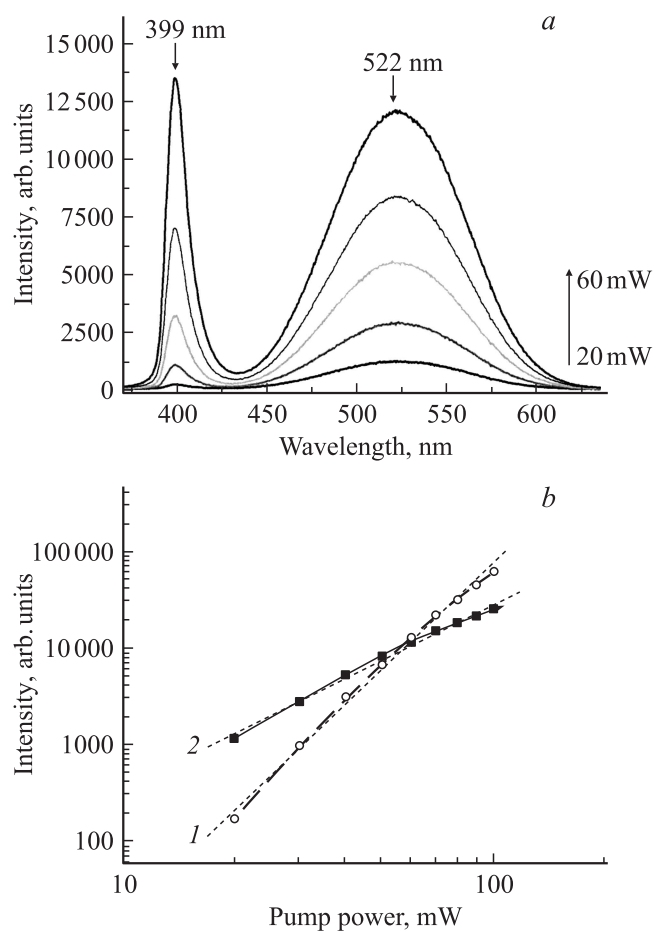 a
399 nm
522 nm
15 000
12 500
10 000
7500
5000
2500
0
Intensity, arb. units
60 mW
20 mW
400 450 500 550 600
Wavelength, nm
b
100 000
10 000
1000
100
Intensity, arb. units
2
1
10 100
Pump power, mW